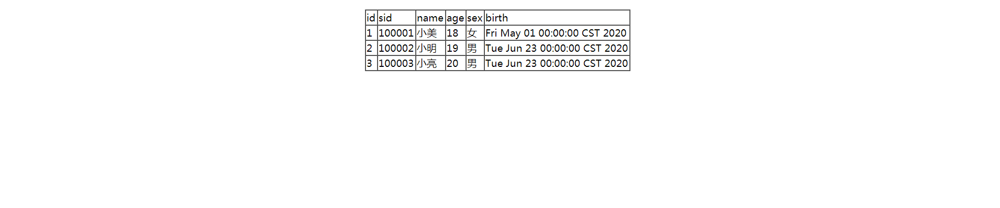 id sid name age sex birth
1 100001 小美 18 女 Fri May 01 00:00:00 CST 2020
2 100002 小明 19 男 Tue Jun 23 00:00:00 CST 2020
3 100003 小亮 20 男 Tue Jun 23 00:00:00 CST 2020